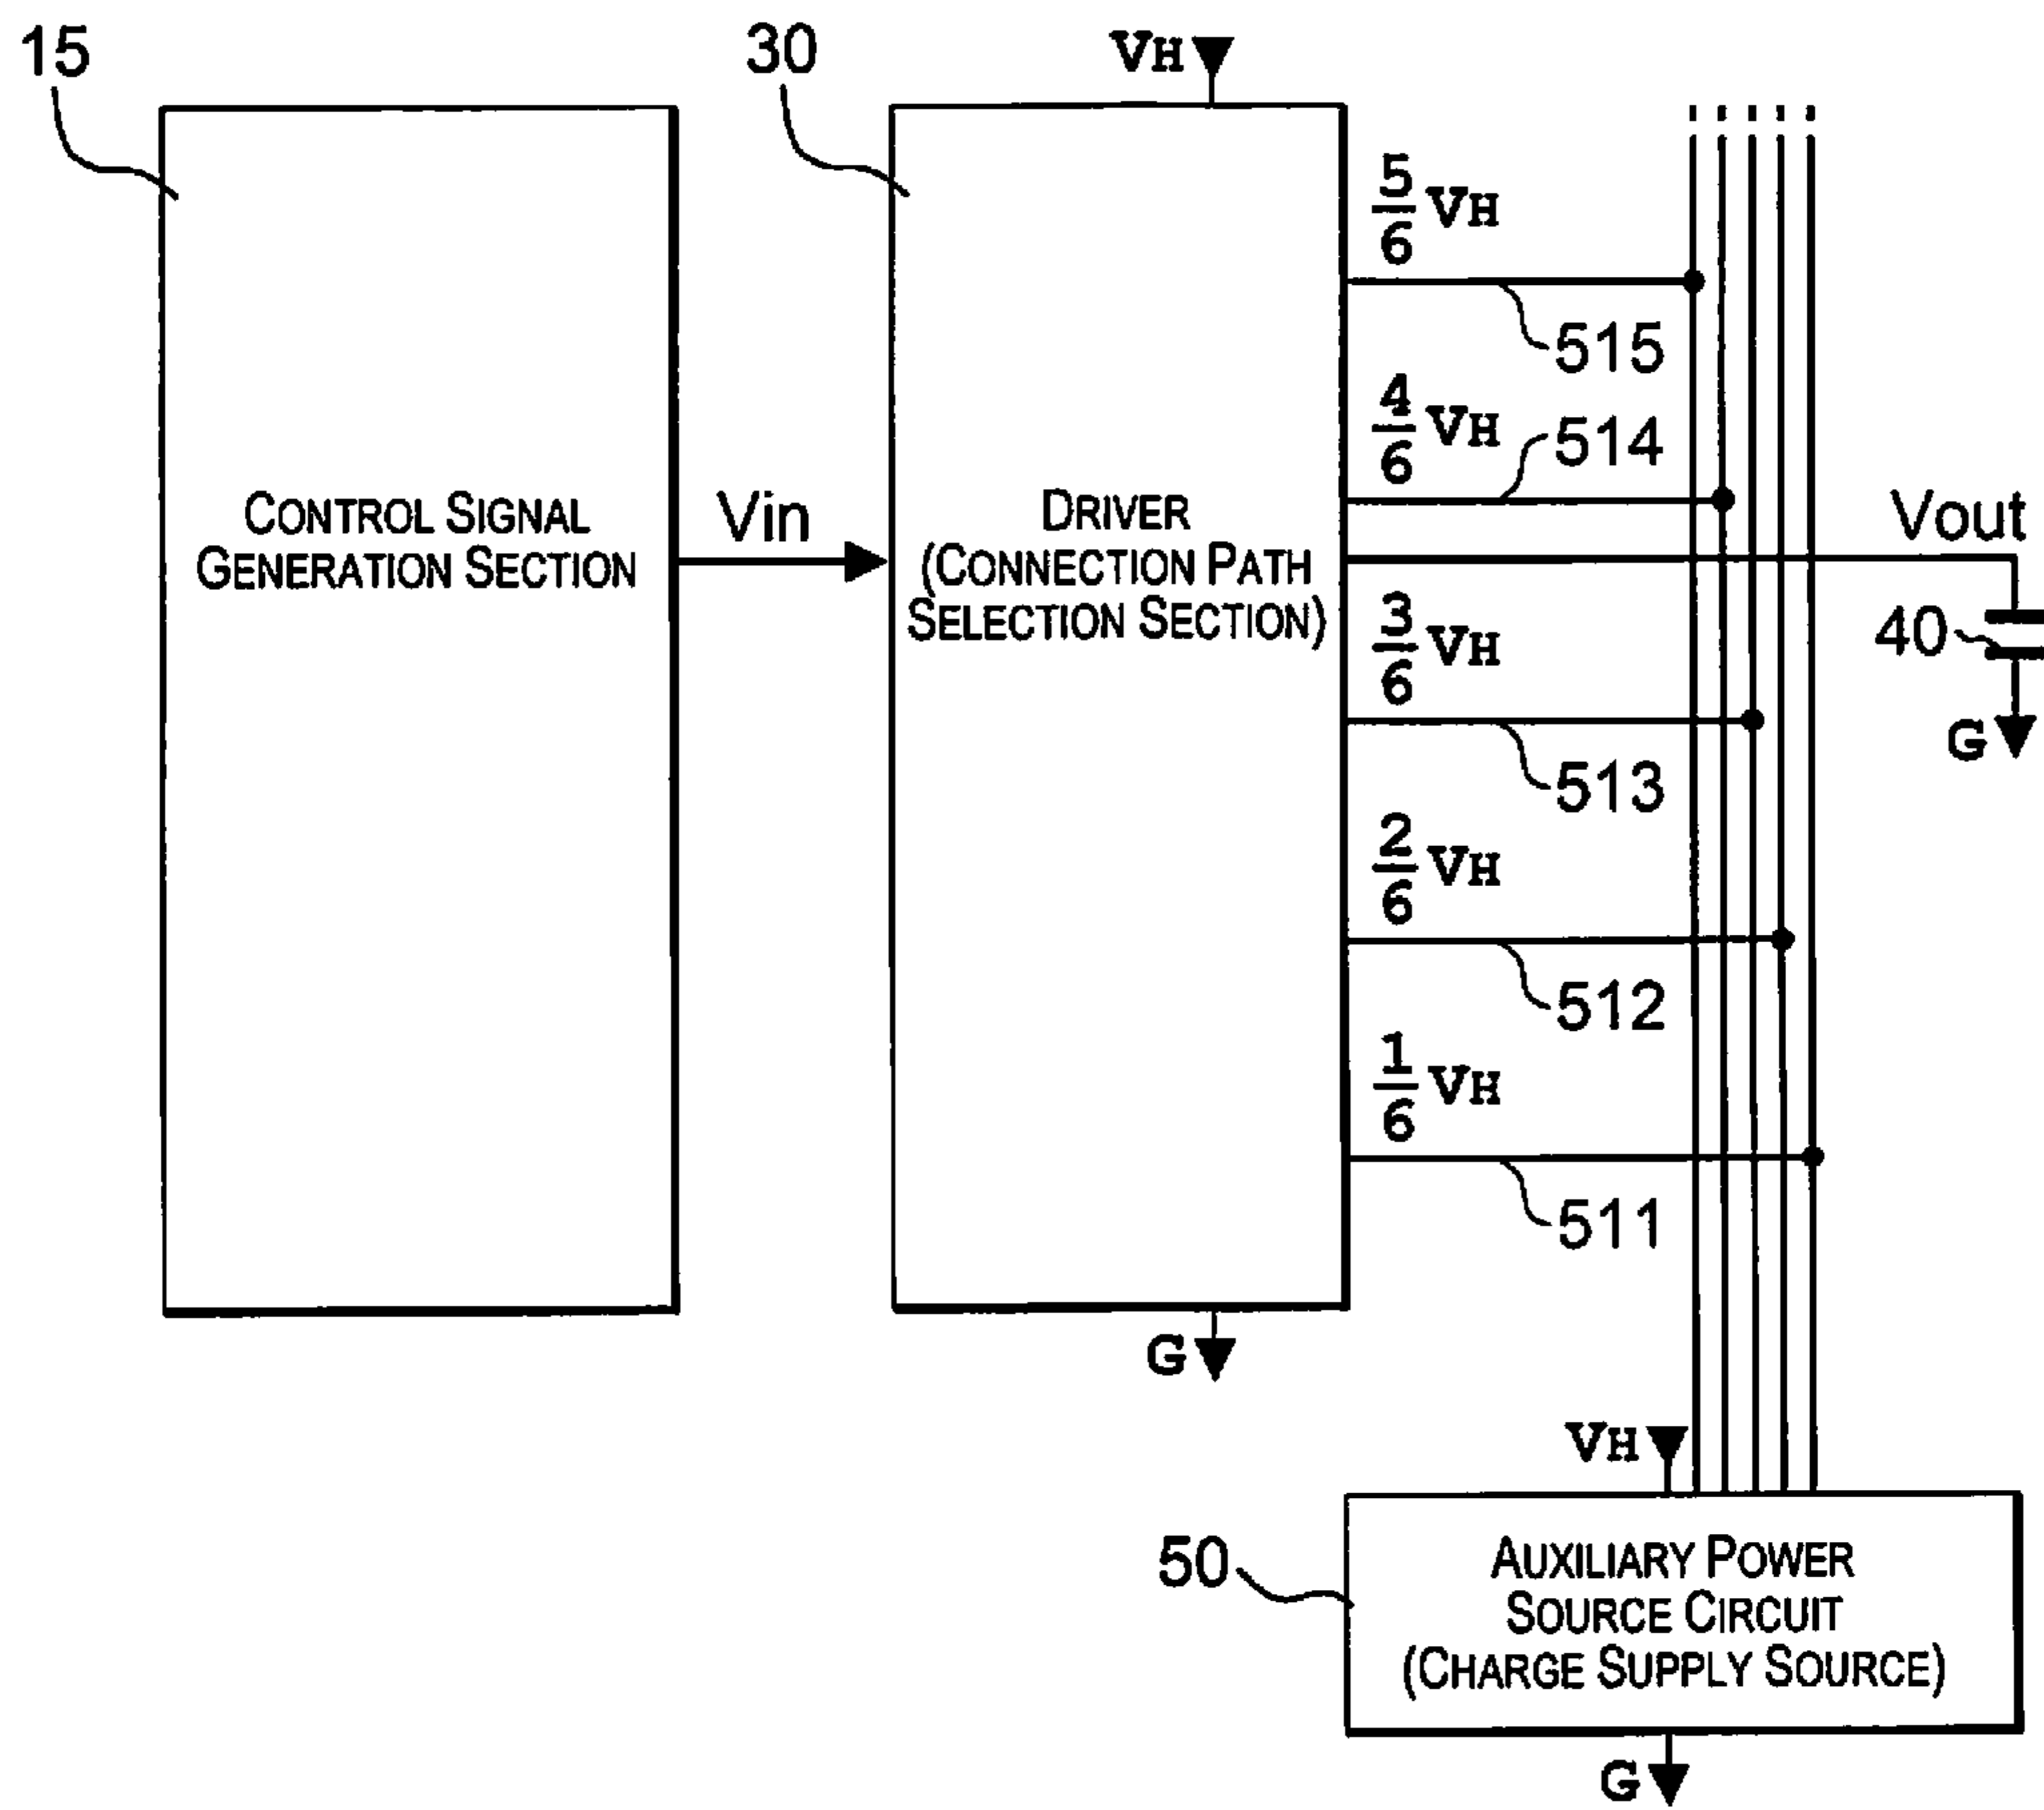 15
30
VH
5/6 VH
515
4/6 VH
514
CONTROL SIGNAL
GENERATION SECTION
Vin
DRIVER
(CONNECTION PATH
SELECTION SECTION)
Vout
3/6 VH
40
G
513
2/6 VH
512
1/6 VH
511
G
VH
50
AUXILIARY POWER
SOURCE CIRCUIT
(CHARGE SUPPLY SOURCE)
G